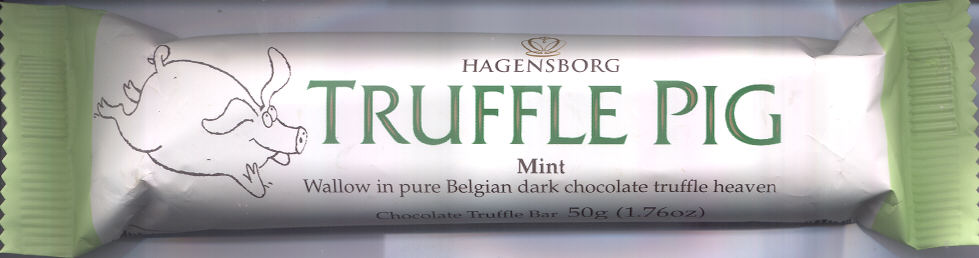 HAGENSBORG
TRUFFLE PIG
Mint
Wallow in pure Belgian dark chocolate truffle heaven
Chocolate Truffle Bar 50g (1.76oz)